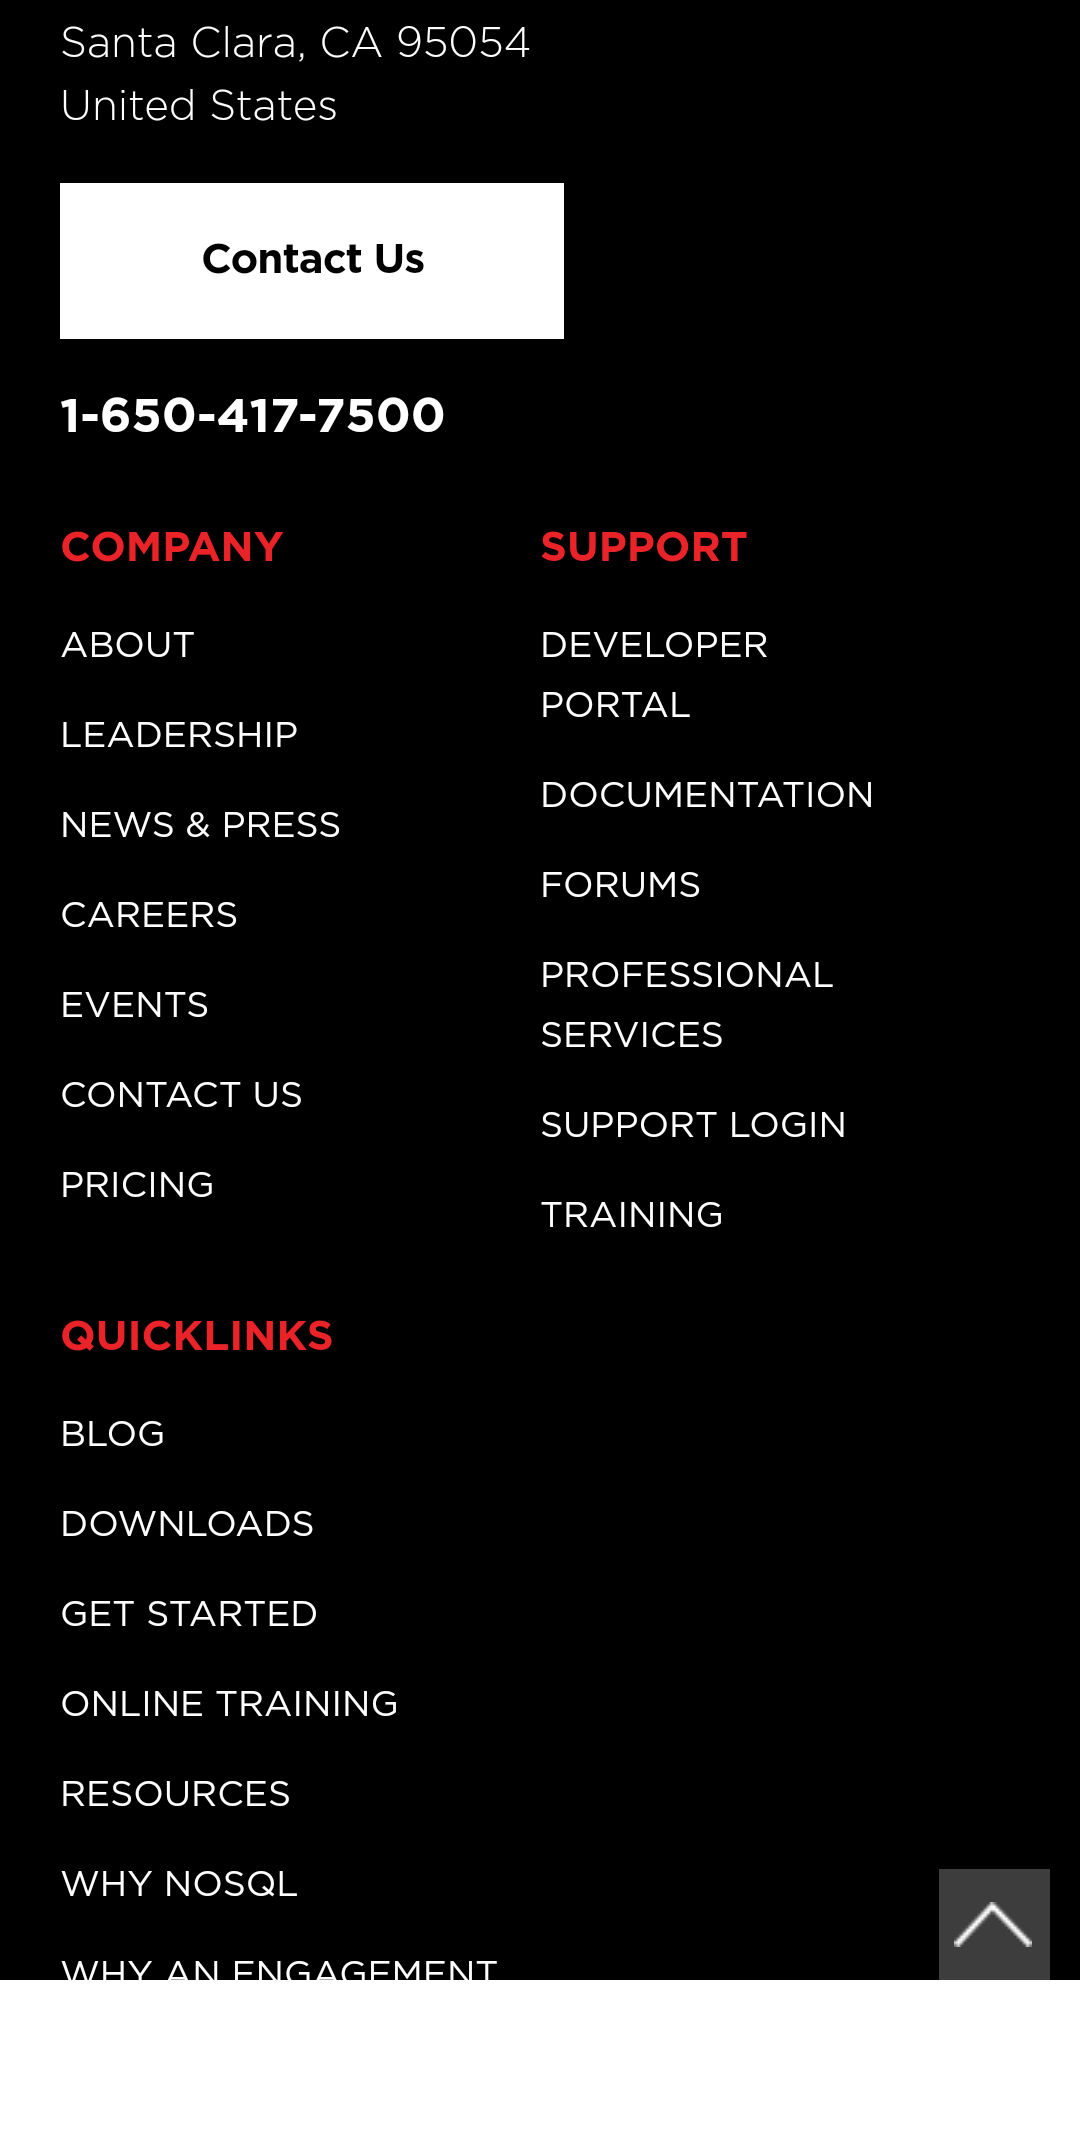 Santa Clara, CA 95054
United States
Contact Us
1-650-417-7500
COMPANY
ABOUT
LEADERSHIP
NEWS & PRESS
CAREERS
EVENTS
CONTACT US
PRICING
SUPPORT
DEVELOPER
PORTAL
DOCUMENTATION
FORUMS
PROFESSIONAL
SERVICES
SUPPORT LOGIN
TRAINING
QUICKLINKS
BLOG
DOWNLOADS
GET STARTED
ONLINE TRAINING
RESOURCES
WHY NOSQL
WHY AN ENGAGEMENT